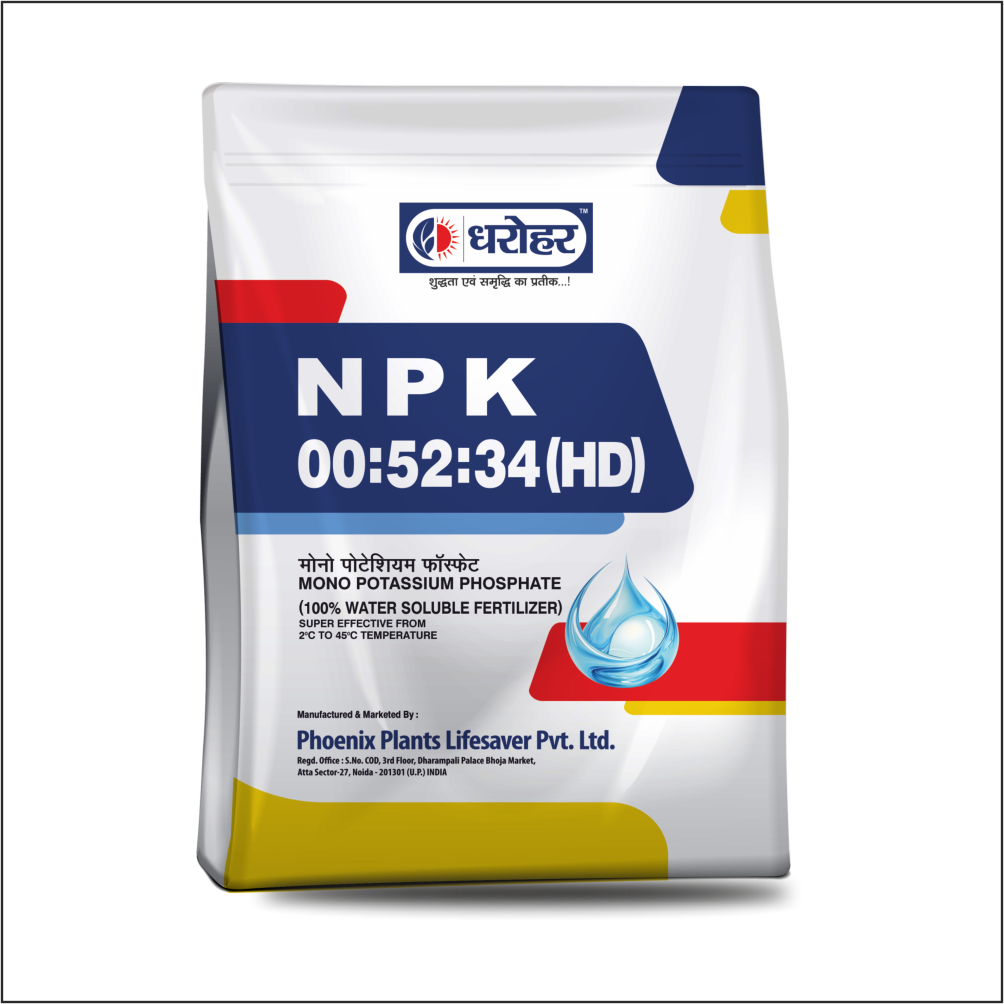 धरोहर TM
शुद्धता एवं समृद्धि का प्रतीक...!
NPK
00:52:34(HD)
मोनो पोटेशियम फॉस्फेट
MONO POTASSIUM PHOSPHATE
(100% WATER SOLUBLE FERTILIZER)
SUPER EFFECTIVE FROM
2°C TO 45°C TEMPERATURE
Manufactured & Marketed By :
Phoenix Plants Lifesaver Pvt. Ltd.
Regd. Office : S.No. COD, 3rd Floor, Dharampali Palace Bhoja Market,
Atta Sector-27, Noida - 201301 (U.P.) INDIA